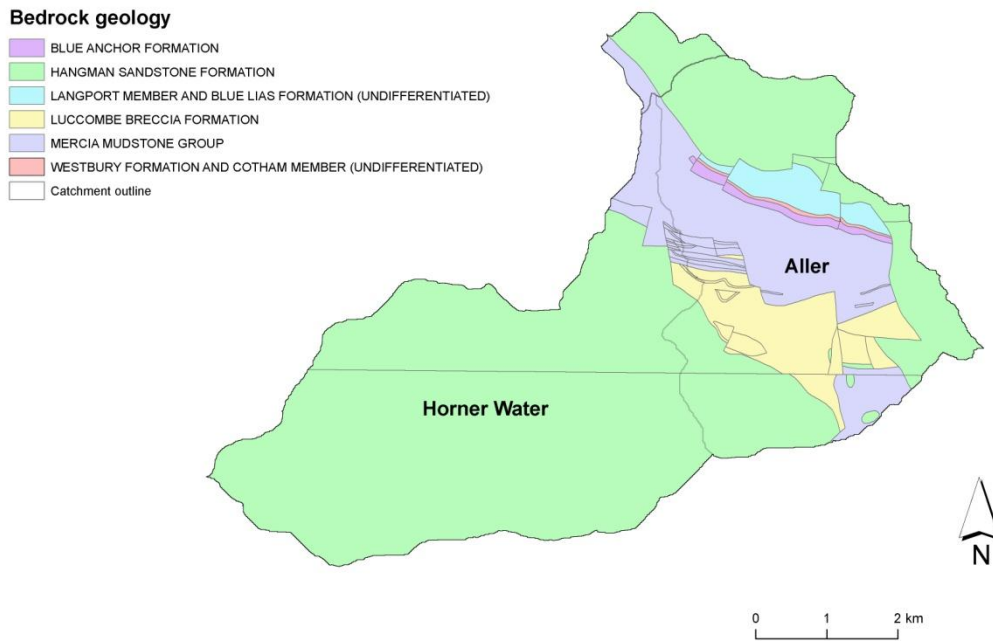 Bedrock geology
BLUE ANCHOR FORMATION
HANGMAN SANDSTONE FORMATION
LANGPORT MEMBER AND BLUE LIAS FORMATION (UNDIFFERENTIATED)
LUCCOMBE BRECCIA FORMATION
MERCIA MUDSTONE GROUP
WESTBURY FORMATION AND COTHAM MEMBER (UNDIFFERENTIATED)
Catchment outline
Aller
Horner Water
N
0 1 2 km